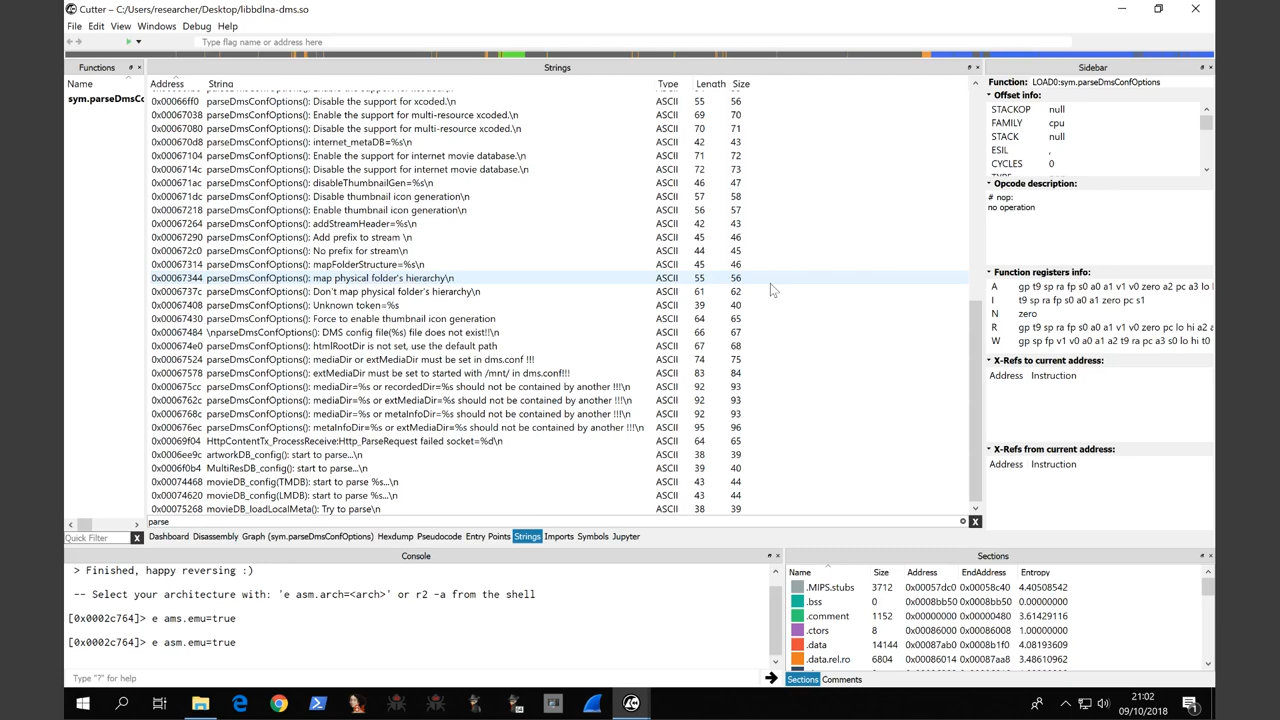 Cutter – C:/Users/researcher/Desktop/libbdlna-dms.so
File Edit View Windows Debug Help
Type flag name or address here
Functions
Strings
Sidebar
Name
Address String Type Length Size
Function: LOAD0:sym.parseDmsConfOptions
sym.parseDmsCo
Offset info:
STACKOP null
FAMILY cpu
STACK null
ESIL ,
CYCLES 0
Opcode description:
# nop:
no operation
Function registers info:
A gp t9 sp ra fp s0 a0 a1 v1 v0 zero a2 pc a3 lo
I t9 sp ra fp s0 a0 a1 v1 v0 zero pc s1
N zero
R gp t9 sp ra fp s0 a0 a1 v1 v0 zero pc lo hi a2
W gp sp fp v1 v0 a2 t9 ra pc a3 s0 lo hi t0
X-Refs to current address:
Address Instruction
X-Refs from current address:
Address Instruction
0x00066ff0 parseDmsConfOptions(): Disable the support for xcoded.\n ASCII 55 56
0x00067038 parseDmsConfOptions(): Enable the support for multi-resource xcoded.\n ASCII 69 70
0x00067080 parseDmsConfOptions(): Disable the support for multi-resource xcoded.\n ASCII 70 71
0x000670d8 parseDmsConfOptions(): internet_metaDB=%s\n ASCII 42 43
0x00067104 parseDmsConfOptions(): Enable the support for internet movie database.\n ASCII 71 72
0x0006714c parseDmsConfOptions(): Disable the support for internet movie database.\n ASCII 72 73
0x000671ac parseDmsConfOptions(): disableThumbnailGen=%s\n ASCII 46 47
0x000671dc parseDmsConfOptions(): Disable thumbnail icon generation\n ASCII 57 58
0x00067218 parseDmsConfOptions(): Enable thumbnail icon generation\n ASCII 56 57
0x00067264 parseDmsConfOptions(): addStreamHeader=%s\n ASCII 42 43
0x00067290 parseDmsConfOptions(): Add prefix to stream \n ASCII 45 46
0x000672c0 parseDmsConfOptions(): No prefix for stream\n ASCII 44 45
0x00067314 parseDmsConfOptions(): mapFolderStructure=%s\n ASCII 45 46
0x00067344 parseDmsConfOptions(): map physical folder's hierarchy\n ASCII 55 56
0x0006737c parseDmsConfOptions(): Don't map physical folder's hierarchy\n ASCII 61 62
0x00067408 parseDmsConfOptions(): Unknown token=%s ASCII 39 40
0x00067430 parseDmsConfOptions(): Force to enable thumbnail icon generation ASCII 64 65
0x00067484 \nparseDmsConfOptions(): DMS config file(%s) file does not exist!!\n ASCII 66 67
0x000674e0 parseDmsConfOptions(): htmlRootDir is not set, use the default path ASCII 67 68
0x00067524 parseDmsConfOptions(): mediaDir or extMediaDir must be set in dms.conf !!! ASCII 74 75
0x00067578 parseDmsConfOptions(): extMediaDir must be set to started with /mnt/ in dms.conf!!! ASCII 83 84
0x000675cc parseDmsConfOptions(): mediaDir=%s or recordedDir=%s should not be contained by another !!!\n ASCII 92 93
0x0006762c parseDmsConfOptions(): mediaDir=%s or extMediaDir=%s should not be contained by another !!!\n ASCII 92 93
0x0006768c parseDmsConfOptions(): mediaDir=%s or metaInfoDir=%s should not be contained by another !!!\n ASCII 92 93
0x000676ec parseDmsConfOptions(): metaInfoDir=%s or extMediaDir=%s should not be contained by another !!!\n ASCII 95 96
0x00069f04 HttpContentTx_ProcessReceive:Http_ParseRequest failed socket=%d\n ASCII 64 65
0x0006ee9c artworkDB_config(): start to parse...\n ASCII 38 39
0x0006f0b4 MultiResDB_config(): start to parse...\n ASCII 39 40
0x00074468 movieDB_config(TMDB): start to parse %s...\n ASCII 43 44
0x00074620 movieDB_config(LMDB): start to parse %s...\n ASCII 43 44
0x00075268 movieDB_loadLocalMeta(): Try to parse\n ASCII 38 39
parse X
Quick Filter X
Dashboard Disassembly Graph (sym.parseDmsConfOptions) Hexdump Pseudocode Entry Points Strings Imports Symbols Jupyter
Console
> Finished, happy reversing :)
-- Select your architecture with: 'e asm.arch=<arch>' or r2 -a from the shell
[0x0002c764]> e ams.emu=true
[0x0002c764]> e asm.emu=true
Type "?" for help
Sections
Name Size Address EndAddress Entropy
.MIPS.stubs 3712 0x00057dc0 0x00058c40 4.40508542
.bss 0 0x0008bb50 0x0008bb50 0.00000000
.comment 1152 0x00000000 0x00000480 3.61429116
.ctors 8 0x00086000 0x00086008 1.00000000
.data 14144 0x00087ab0 0x0008b1f0 4.08193609
.data.rel.ro 6804 0x00086014 0x00087aa8 3.48610962
Sections Comments
21:02
09/10/2018
1